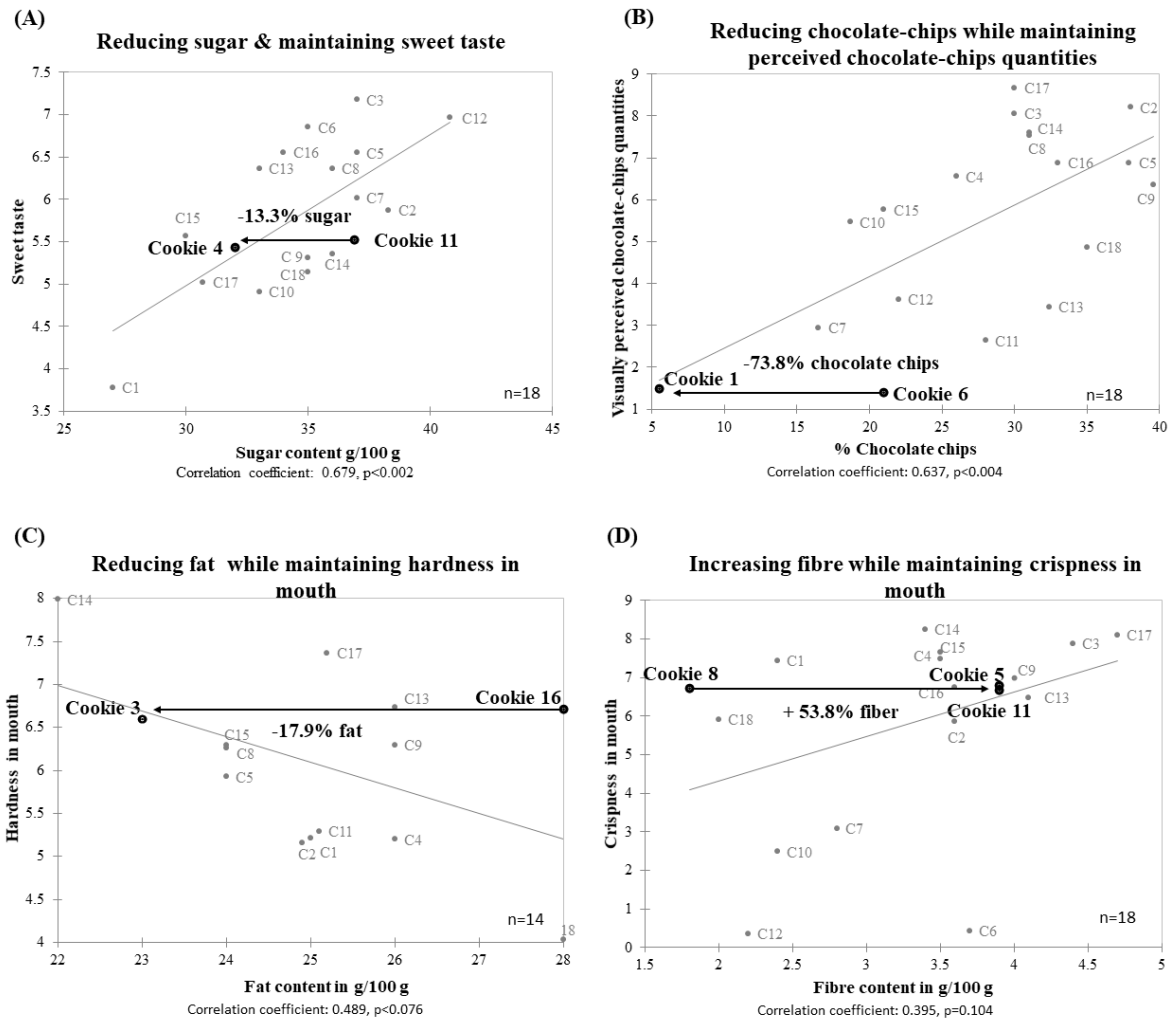 (A)
Reducing sugar & maintaining sweet taste
7.5
7
6.5
6
5.5
5
4.5
4
3.5
Sweet taste
C3
C12
C6
C16
C5
C13
C8
C7
C2
C15
-13.3% sugar
Cookie 4
Cookie 11
C 9
C14
C18
C17
C10
C1
n=18
25
30
35
40
45
Sugar content g/100 g
Correlation coefficient: 0.679, p<0.002
(B)
Reducing chocolate-chips while maintaining
perceived chocolate-chips quantities
9
8
7
6
5
4
3
2
1
Visually perceived chocolate-chips quantities
C17
C2
C3
C14
C8
C16
C5
C4
C9
C15
C10
C18
C12
C13
C7
C11
-73.8% chocolate chips
Cookie 1
Cookie 6
n=18
5
10
15
20
25
30
35
40
% Chocolate chips
Correlation coefficient: 0.637, p<0.004
(C)
Reducing fat while maintaining hardness in
mouth
8
7.5
7
6.5
6
5.5
5
4.5
4
Hardness in mouth
C14
C17
C13
Cookie 16
Cookie 3
-17.9% fat
C15
C8
C9
C5
C11
C4
C2
C1
n=14
18
22
23
24
25
26
27
28
Fat content in g/100 g
Correlation coefficient: 0.489, p<0.076
(D)
Increasing fibre while maintaining crispness in
mouth
9
8
7
6
5
4
3
2
1
0
Crispness in mouth
C14
C17
C15
C3
C4
C1
Cookie 8
Cookie 5
C9
C16
C13
Cookie 11
+ 53.8% fiber
C18
C2
C7
C10
C12
C6
n=18
1.5
2
2.5
3
3.5
4
4.5
5
Fibre content in g/100 g
Correlation coefficient: 0.395, p=0.104